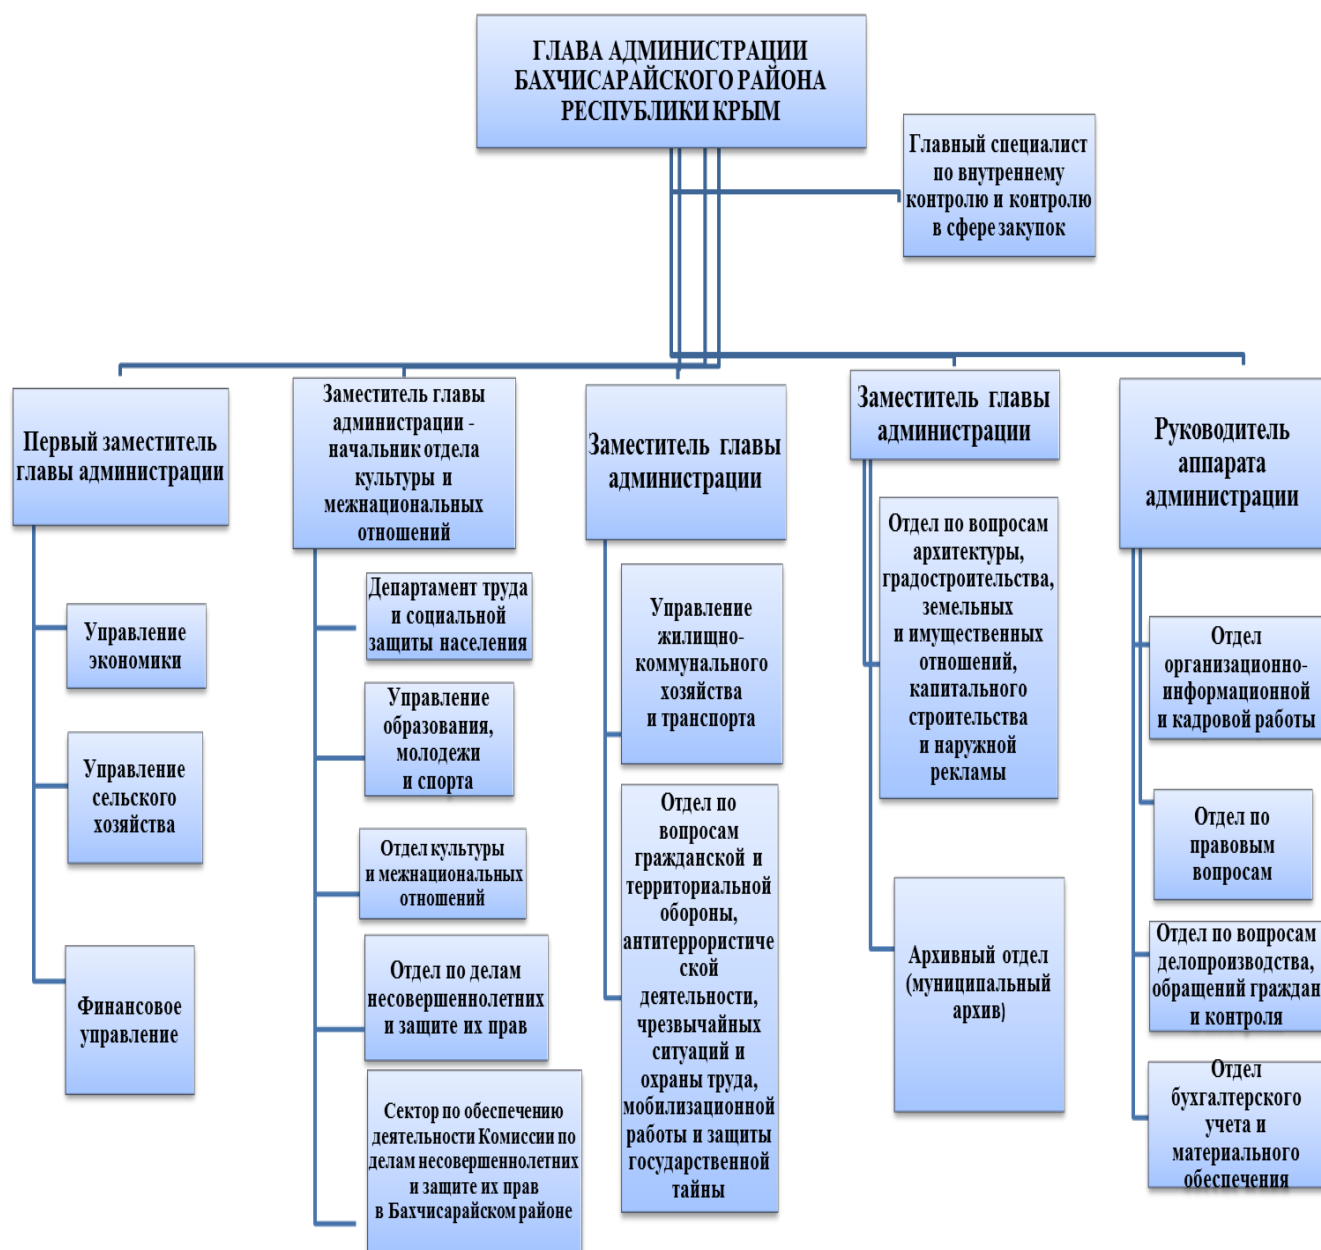 ГЛАВА АДМИНИСТРАЦИИ
БАХЧИСАРАЙСКОГО РАЙОНА
РЕСПУБЛИКИ КРЫМ
Главный специалист
по внутреннему
контролю и контролю
в сфере закупок
Первый заместитель
главы администрации
Управление
экономики
Управление
сельского
хозяйства
Финансовое
управление
Заместитель главы
администрации -
начальник отдела
культуры и
межнациональных
отношений
Департамент труда
и социальной
защиты населения
Управление
образования,
молодежи
и спорта
Отдел культуры
и межнациональных
отношений
Отдел по делам
несовершеннолетних
и защите их прав
Сектор по обеспечению
деятельности Комиссии по
делам несовершеннолетних
и защите их прав
в Бахчисарайском районе
Заместитель главы
администрации
Управление
жилищно-
коммунального
хозяйства
и транспорта
Отдел по
вопросам
гражданской и
территориальной
обороны,
антитеррористиче
ской
деятельности,
чрезвычайных
ситуаций и
охраны труда,
мобилизационной
работы и защиты
государственной
тайны
Заместитель главы
администрации
Отдел по вопросам
архитектуры,
градостроительства,
земельных
и имущественных
отношений,
капитального
строительства
и наружной
рекламы
Архивный отдел
(муниципальный
архив)
Руководитель
аппарата
администрации
Отдел
организационно-
информационной
и кадровой работы
Отдел по
правовым
вопросам
Отдел по вопросам
делопроизводства,
обращений граждан
и контроля
Отдел
бухгалтерского
учета и
материального
обеспечения